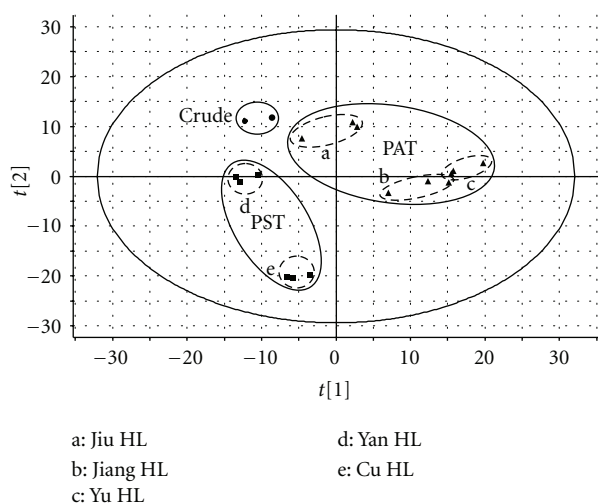 30
20
10
0
−10
−20
−30
t[2]
Crude
a
PAT
b
c
d
PST
e
−30 −20 −10 0 10 20 30
t[1]
a: Jiu HL
b: Jiang HL
c: Yu HL
d: Yan HL
e: Cu HL